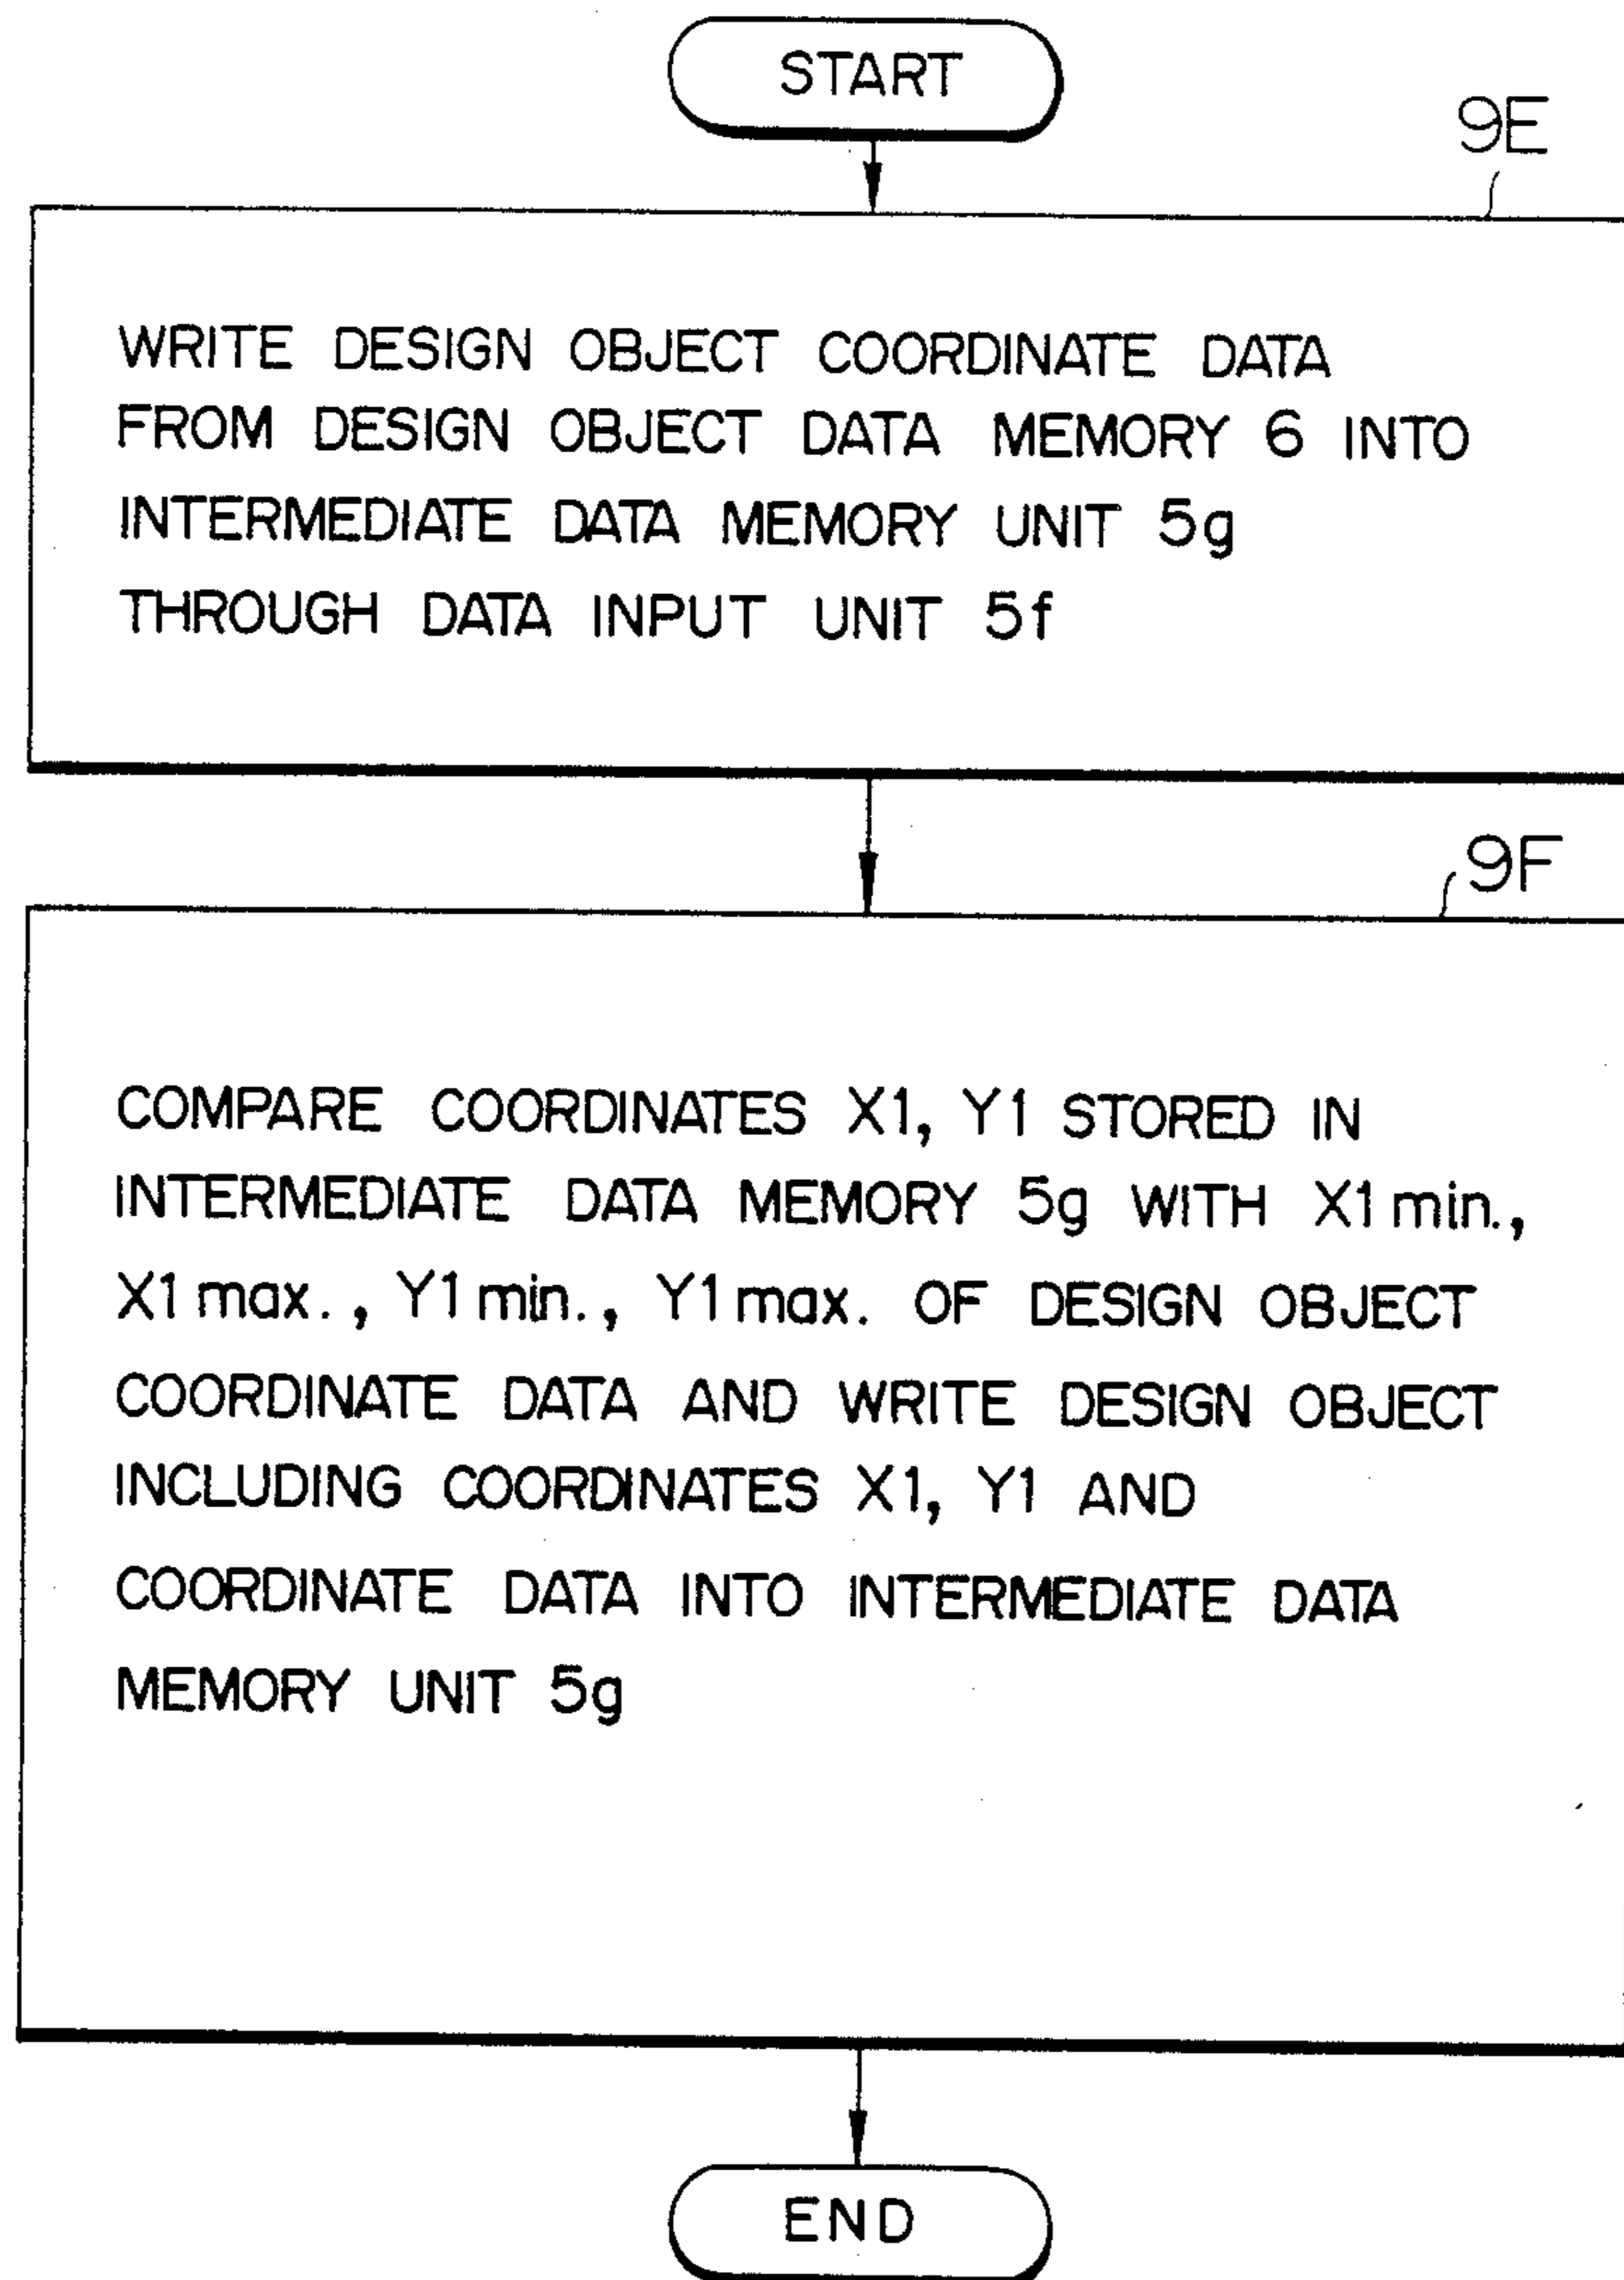 START
9E
WRITE DESIGN OBJECT COORDINATE DATA
FROM DESIGN OBJECT DATA MEMORY 6 INTO
INTERMEDIATE DATA MEMORY UNIT 5g
THROUGH DATA INPUT UNIT 5f
9F
COMPARE COORDINATES X1, Y1 STORED IN
INTERMEDIATE DATA MEMORY 5g WITH X1 min.,
X1 max., Y1 min., Y1 max. OF DESIGN OBJECT
COORDINATE DATA AND WRITE DESIGN OBJECT
INCLUDING COORDINATES X1, Y1 AND
COORDINATE DATA INTO INTERMEDIATE DATA
MEMORY UNIT 5g
END